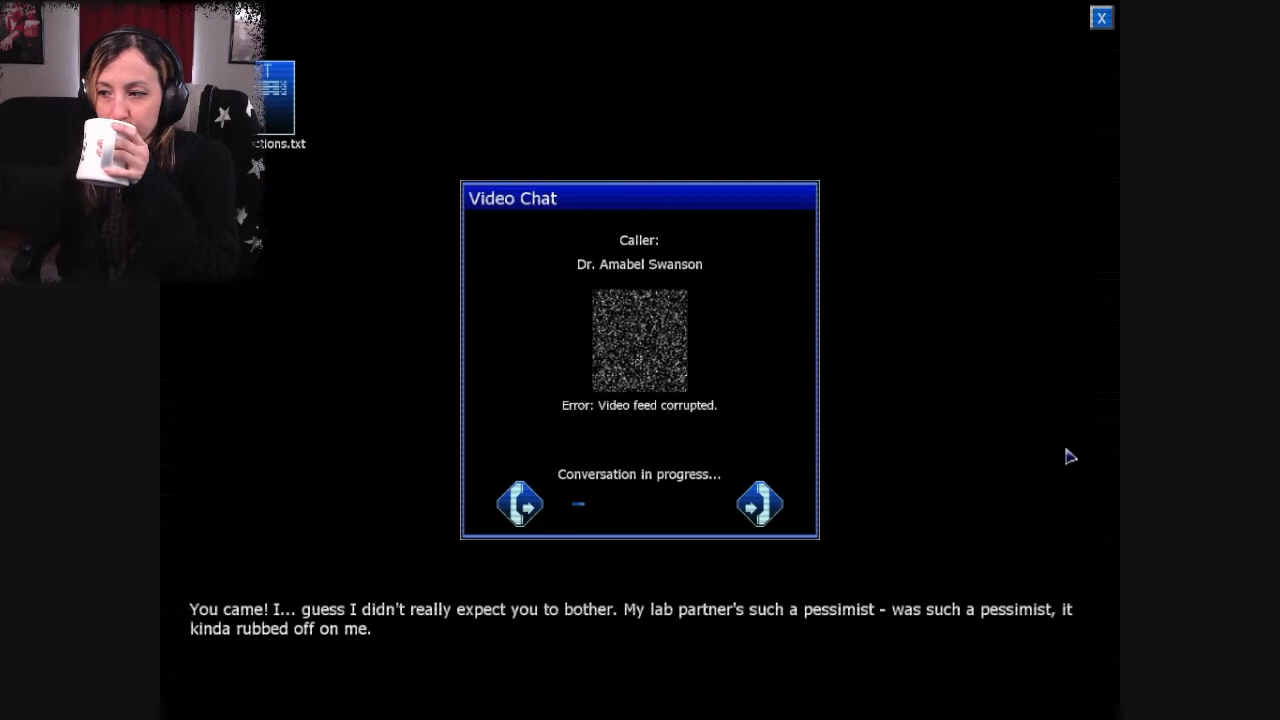 X
ctions.txt
Video Chat
Caller:
Dr. Amabel Swanson
Error: Video feed corrupted.
Conversation in progress...
You came! I... guess I didn't really expect you to bother. My lab partner's such a pessimist - was such a pessimist, it
kinda rubbed off on me.